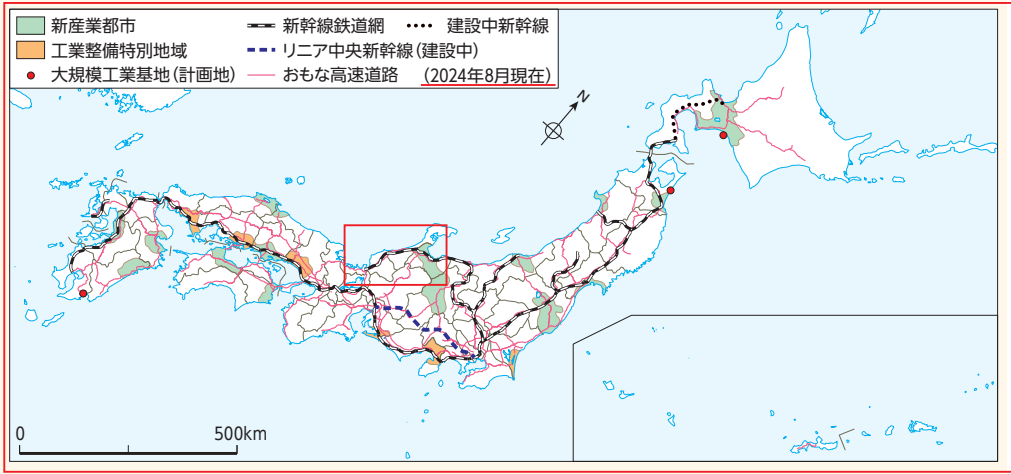 新産業都市
工業整備特別地域
大規模工業基地(計画地)
新幹線鉄道網
建設中新幹線
リニア中央新幹線(建設中)
おもな高速道路
(2024年8月現在)
N
0
500km